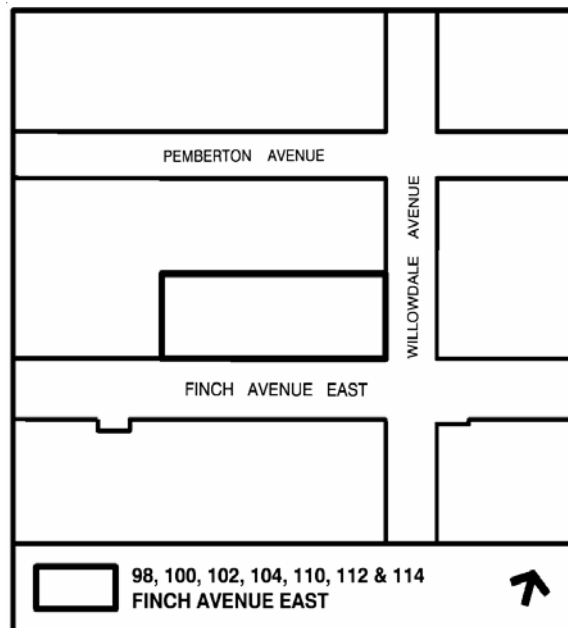 PEMBERTON AVENUE
WILLOWDALE AVENUE
FINCH AVENUE EAST
98, 100, 102, 104, 110, 112 & 114
FINCH AVENUE EAST